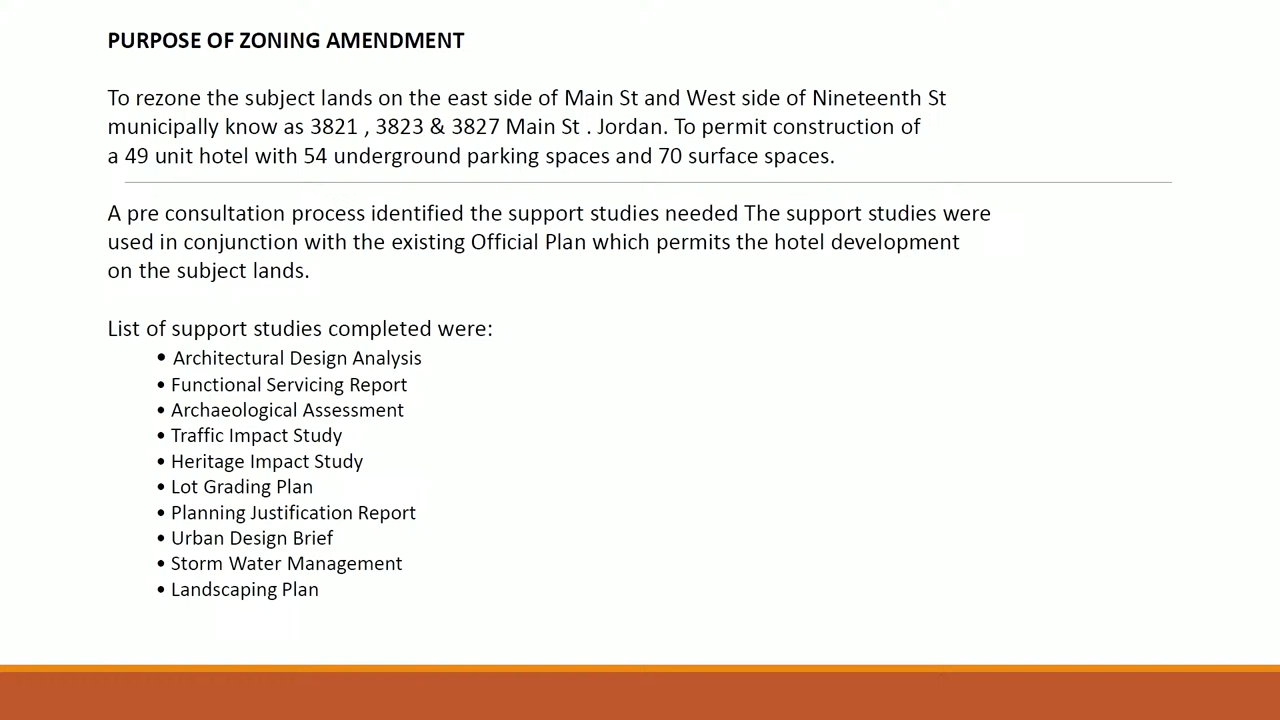 PURPOSE OF ZONING AMENDMENT
To rezone the subject lands on the east side of Main St and West side of Nineteenth St
municipally know as 3821 , 3823 & 3827 Main St . Jordan. To permit construction of
a 49 unit hotel with 54 underground parking spaces and 70 surface spaces.
A pre consultation process identified the support studies needed The support studies were
used in conjunction with the existing Official Plan which permits the hotel development
on the subject lands.
List of support studies completed were:
• Architectural Design Analysis
• Functional Servicing Report
• Archaeological Assessment
• Traffic Impact Study
• Heritage Impact Study
• Lot Grading Plan
• Planning Justification Report
• Urban Design Brief
• Storm Water Management
• Landscaping Plan